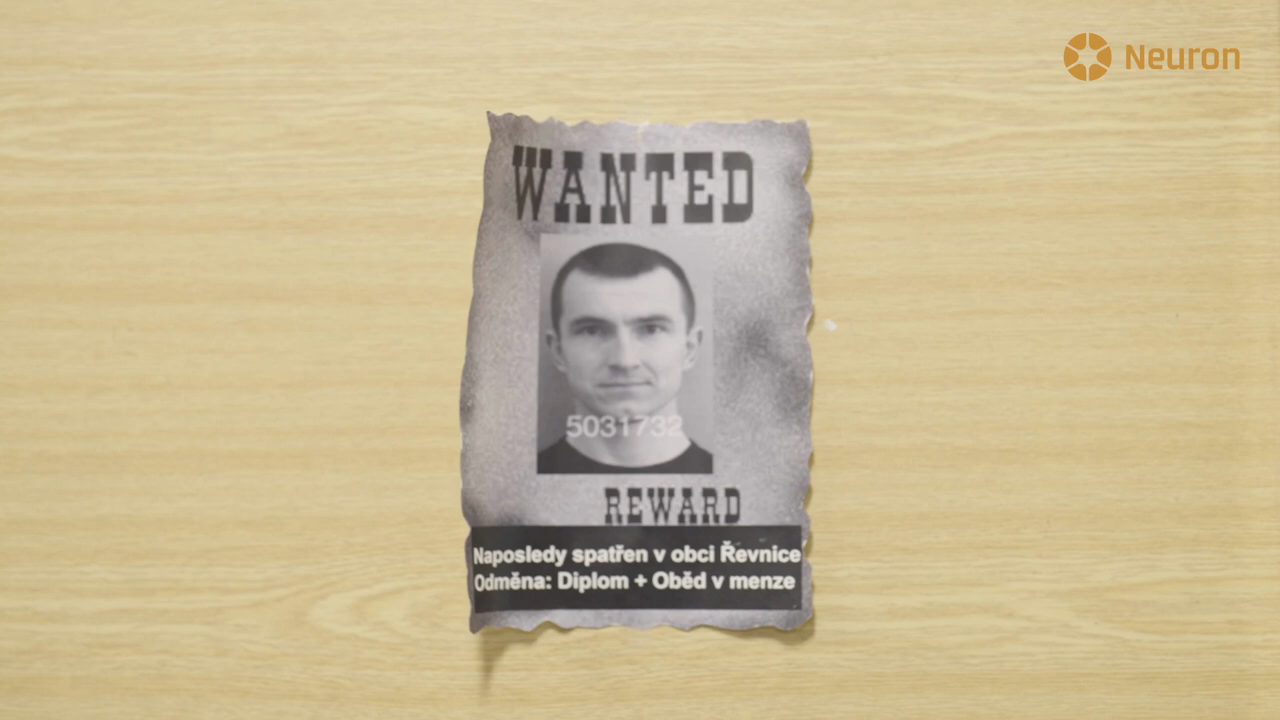 Neuron
WANTED
5031732
REWARD
Naposledy spatřen v obci Řevnice
Odměna: Diplom + Oběd v menze